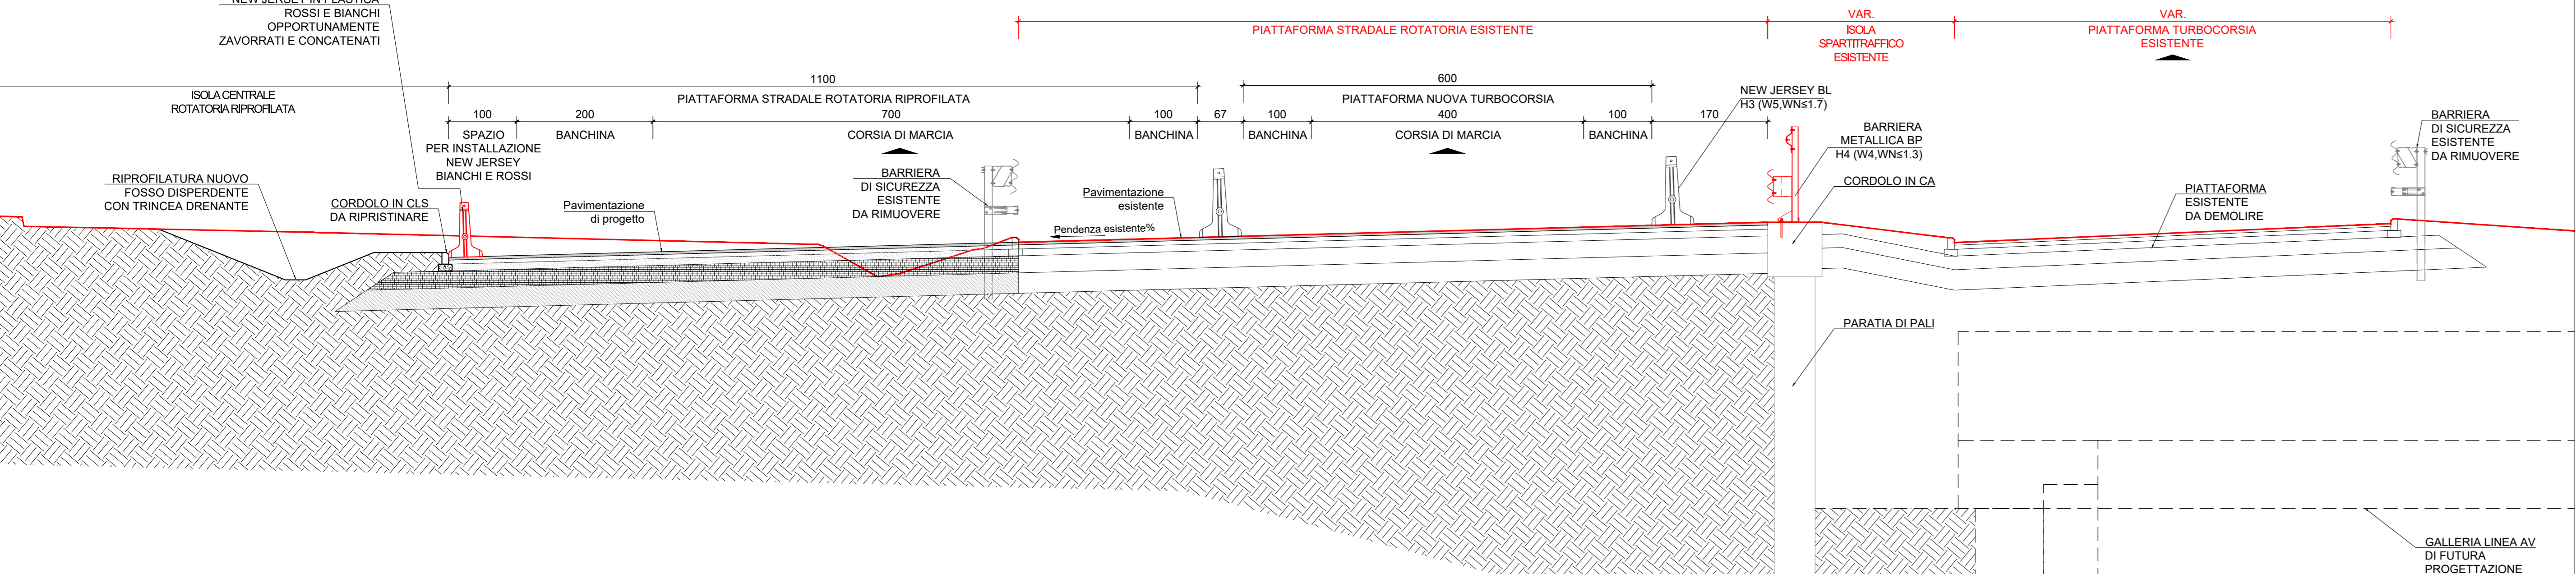 NEW JERSEY IN PLASTICA
ROSSI E BIANCHI
OPPORTUNAMENTE
ZAVORRATI E CONCATENATI
PIATTAFORMA STRADALE ROTATORIA ESISTENTE
VAR.
ISOLA
SPARTITRAFFICO
ESISTENTE
VAR.
PIATTAFORMA TURBOCORSIA
ESISTENTE
ISOLA CENTRALE
ROTATORIA RIPROFILATA
1100
PIATTAFORMA STRADALE ROTATORIA RIPROFILATA
600
PIATTAFORMA NUOVA TURBOCORSIA
100
SPAZIO
PER INSTALLAZIONE
NEW JERSEY
BIANCHI E ROSSI
200
BANCHINA
700
CORSIA DI MARCIA
100
BANCHINA
67
100
BANCHINA
400
CORSIA DI MARCIA
100
BANCHINA
170
NEW JERSEY BL
H3 (W5,WN≤1.7)
BARRIERA
METALLICA BP
H4 (W4,WN≤1.3)
CORDOLO IN CA
BARRIERA
DI SICUREZZA
ESISTENTE
DA RIMUOVERE
RIPROFILATURA NUOVO
FOSSO DISPERDENTE
CON TRINCEA DRENANTE
CORDOLO IN CLS
DA RIPRISTINARE
Pavimentazione
di progetto
BARRIERA
DI SICUREZZA
ESISTENTE
DA RIMUOVERE
Pavimentazione
esistente
Pendenza esistente%
PIATTAFORMA
ESISTENTE
DA DEMOLIRE
PARATIA DI PALI
GALLERIA LINEA AV
DI FUTURA
PROGETTAZIONE